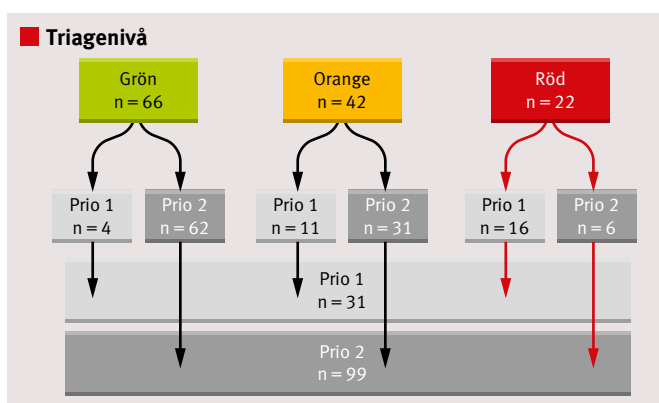 Triagenivå
Grön
n = 66
Orange
n = 42
Röd
n = 22
Prio 1
n = 4
Prio 2
n = 62
Prio 1
n = 11
Prio 2
n = 31
Prio 1
n = 16
Prio 2
n = 6
Prio 1
n = 31
Prio 2
n = 99